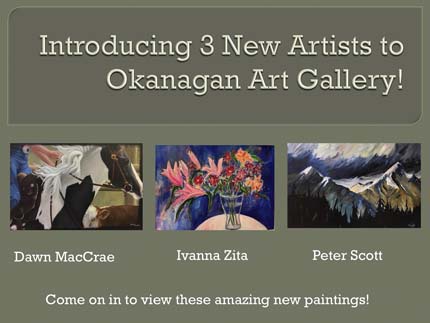 Introducing 3 New Artists to
Okanagan Art Gallery!
Dawn MacCrae
Ivanna Zita
Peter Scott
Come on in to view these amazing new paintings!